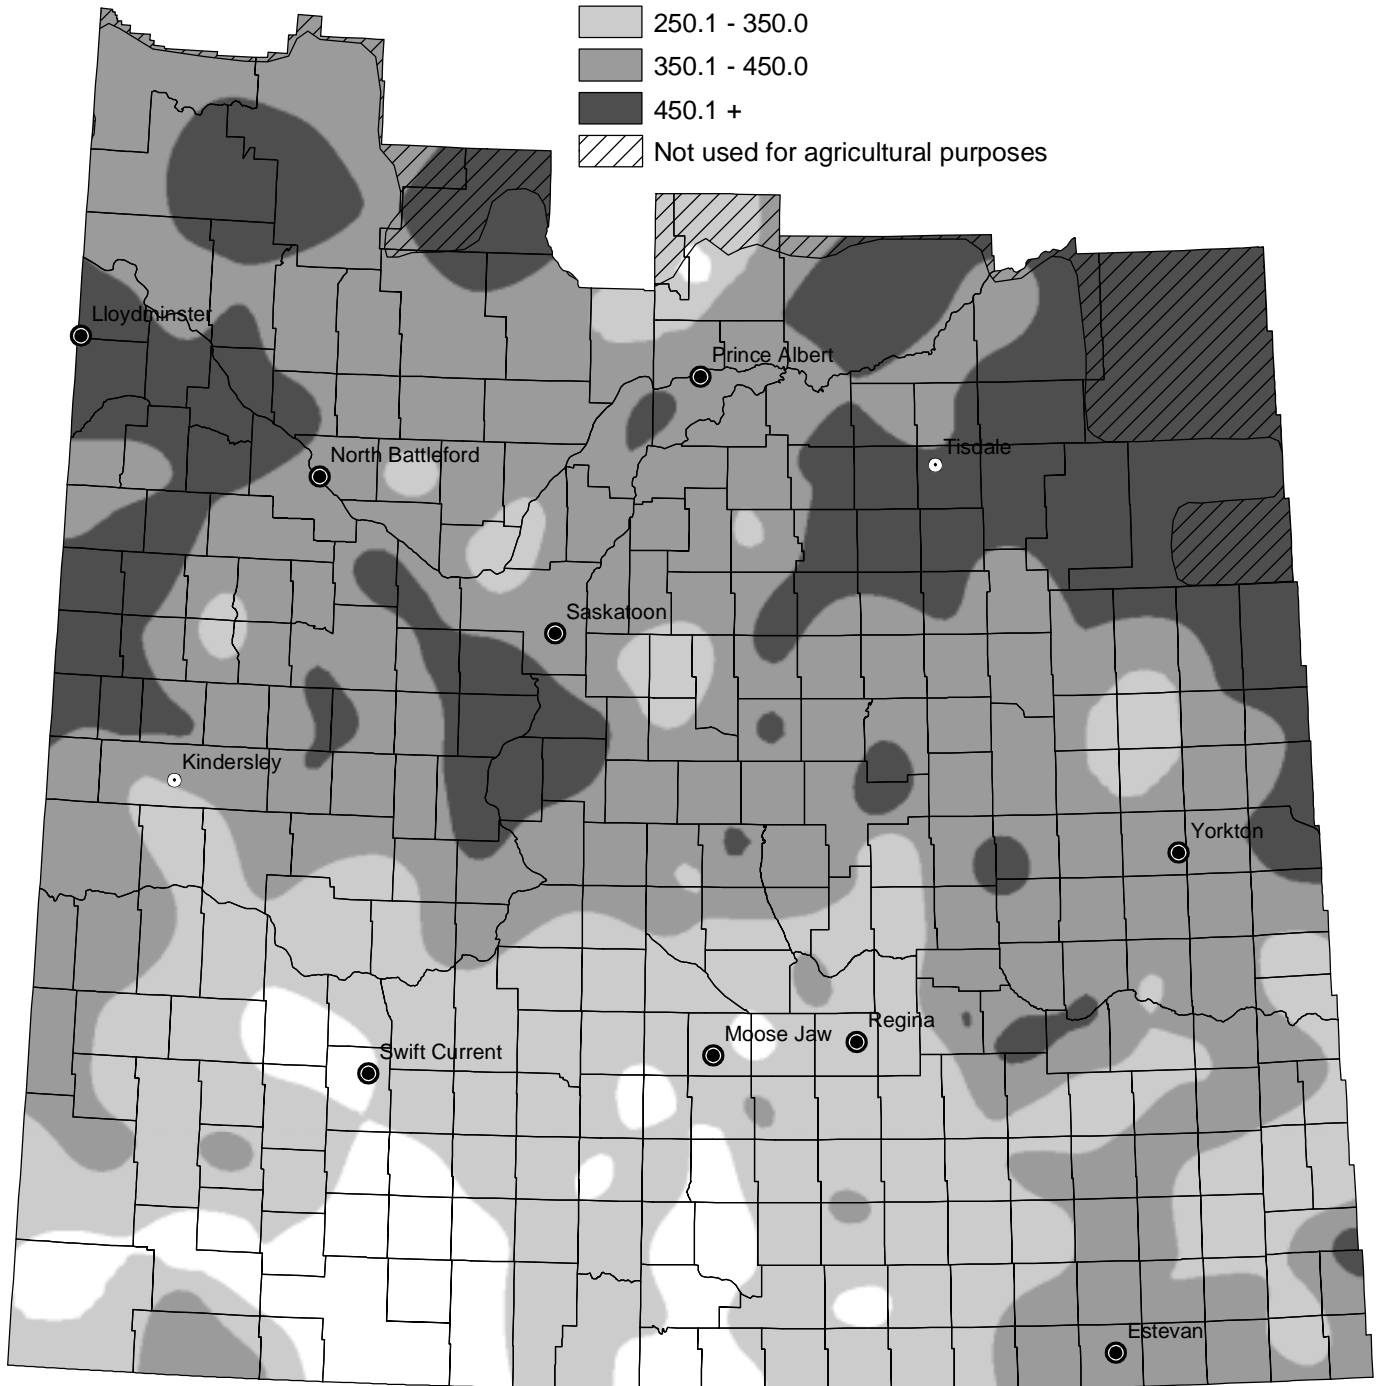 250.1 - 350.0
350.1 - 450.0
450.1 +
Not used for agricultural purposes
Lloydminster
Prince Albert
Tisdale
North Battleford
Saskatoon
Kindersley
Yorkton
Regina
Moose Jaw
Swift Current
Estevan